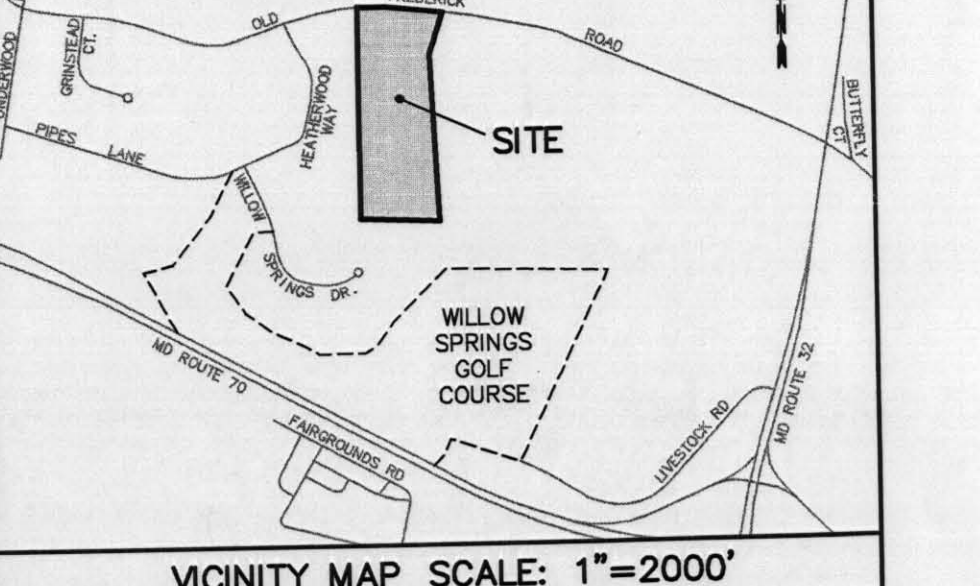 FREDERICK
OLD
ROAD
UNDERWOOD
GRINSTEAD
CT.
N
HEATHERWOOD
WAY
BUTTERFLY
CT
SITE
PIPES
LANE
WILLOW
SPRINGS DR.
WILLOW
SPRINGS
GOLF
COURSE
MD ROUTE 70
MD ROUTE 32
LIVESTOCK RD
FAIRGROUNDS RD
VICINITY MAP SCALE: 1"=2000'